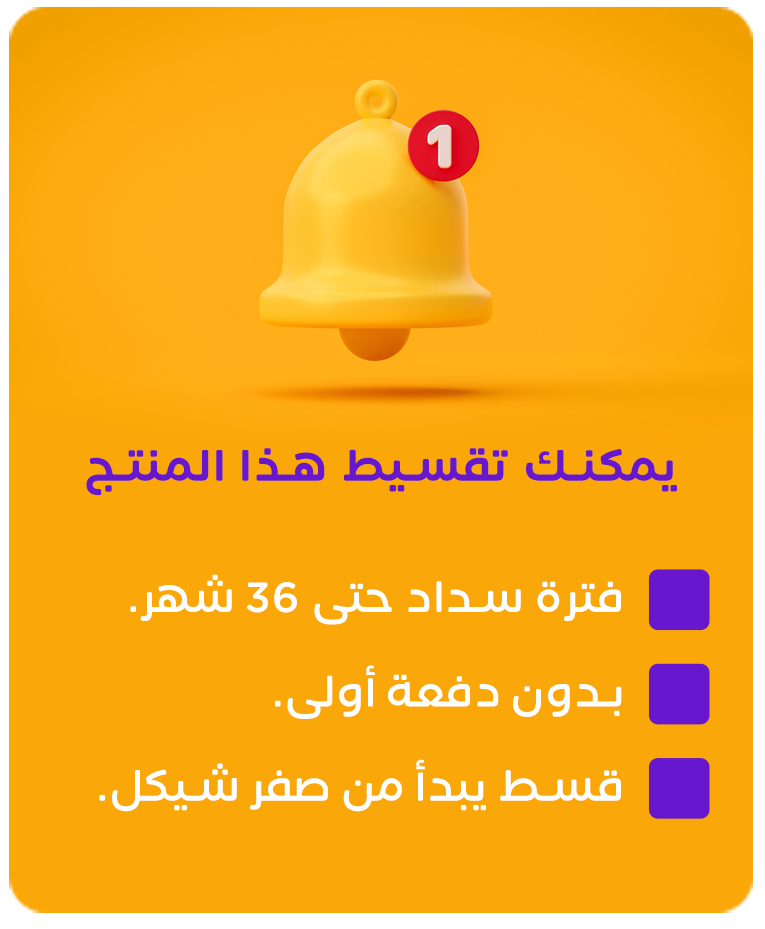 1
يمكنك تقسيط هذا المنتج
فترة سداد حتى 36 شهر.
بدون دفعة أولى.
قسط يبدأ من صفر شيكل.